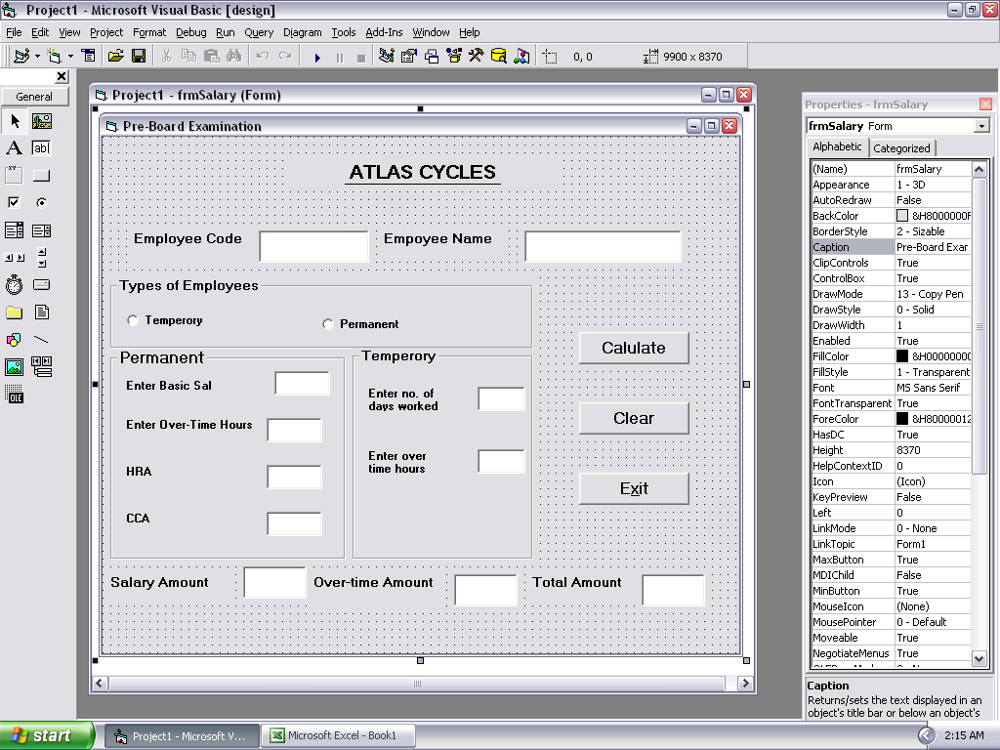 Project1 - Microsoft Visual Basic [design]
File Edit View Project Format Debug Run Query Diagram Tools Add-Ins Window Help
0, 0 9900 x 8370
General
A ab|
xy
OLE
Project1 - frmSalary (Form)
Pre-Board Examination
ATLAS CYCLES
Employee Code Empoyee Name
Types of Employees
Temperory Permanent
Permanent
Enter Basic Sal
Enter Over-Time Hours
HRA
CCA
Temperory
Enter no. of
days worked
Enter over
time hours
Calulate
Clear
Exit
Salary Amount Over-time Amount Total Amount
Properties - frmSalary
frmSalary Form
Alphabetic Categorized
(Name) frmSalary
Appearance 1 - 3D
AutoRedraw False
BackColor &H8000000F
BorderStyle 2 - Sizable
Caption Pre-Board Exar
ClipControls True
ControlBox True
DrawMode 13 - Copy Pen
DrawStyle 0 - Solid
DrawWidth 1
Enabled True
FillColor &H00000000
FillStyle 1 - Transparent
Font MS Sans Serif
FontTransparent True
ForeColor &H80000012
HasDC True
Height 8370
HelpContextID 0
Icon (Icon)
KeyPreview False
Left 0
LinkMode 0 - None
LinkTopic Form1
MaxButton True
MDIChild False
MinButton True
MouseIcon (None)
MousePointer 0 - Default
Moveable True
NegotiateMenus True
Caption
Returns/sets the text displayed in an
object's title bar or below an object's
start Project1 - Microsoft V... Microsoft Excel - Book1 2:15 AM